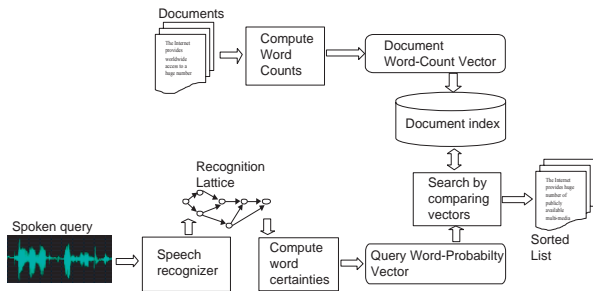 Documents
The Internet
provides
worldwide
access to a
huge number
Compute
Word
Counts
Document
Word-Count Vector
Document index
Recognition
Lattice
Search by
comparing
vectors
The Internet
provides huge
number of
publicly
available
multi-media
Sorted
List
Spoken query
Speech
recognizer
Compute
word
certainties
Query Word-Probabilty
Vector